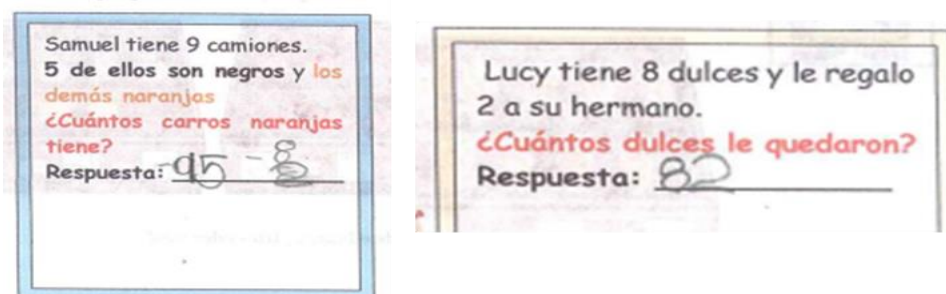 Samuel tiene 9 camiones.
5 de ellos son negros y los
demás naranjas
¿Cuántos carros naranjas
tiene?
Respuesta: 95 - 8
Lucy tiene 8 dulces y le regalo
2 a su hermano.
¿Cuántos dulces le quedaron?
Respuesta: 82